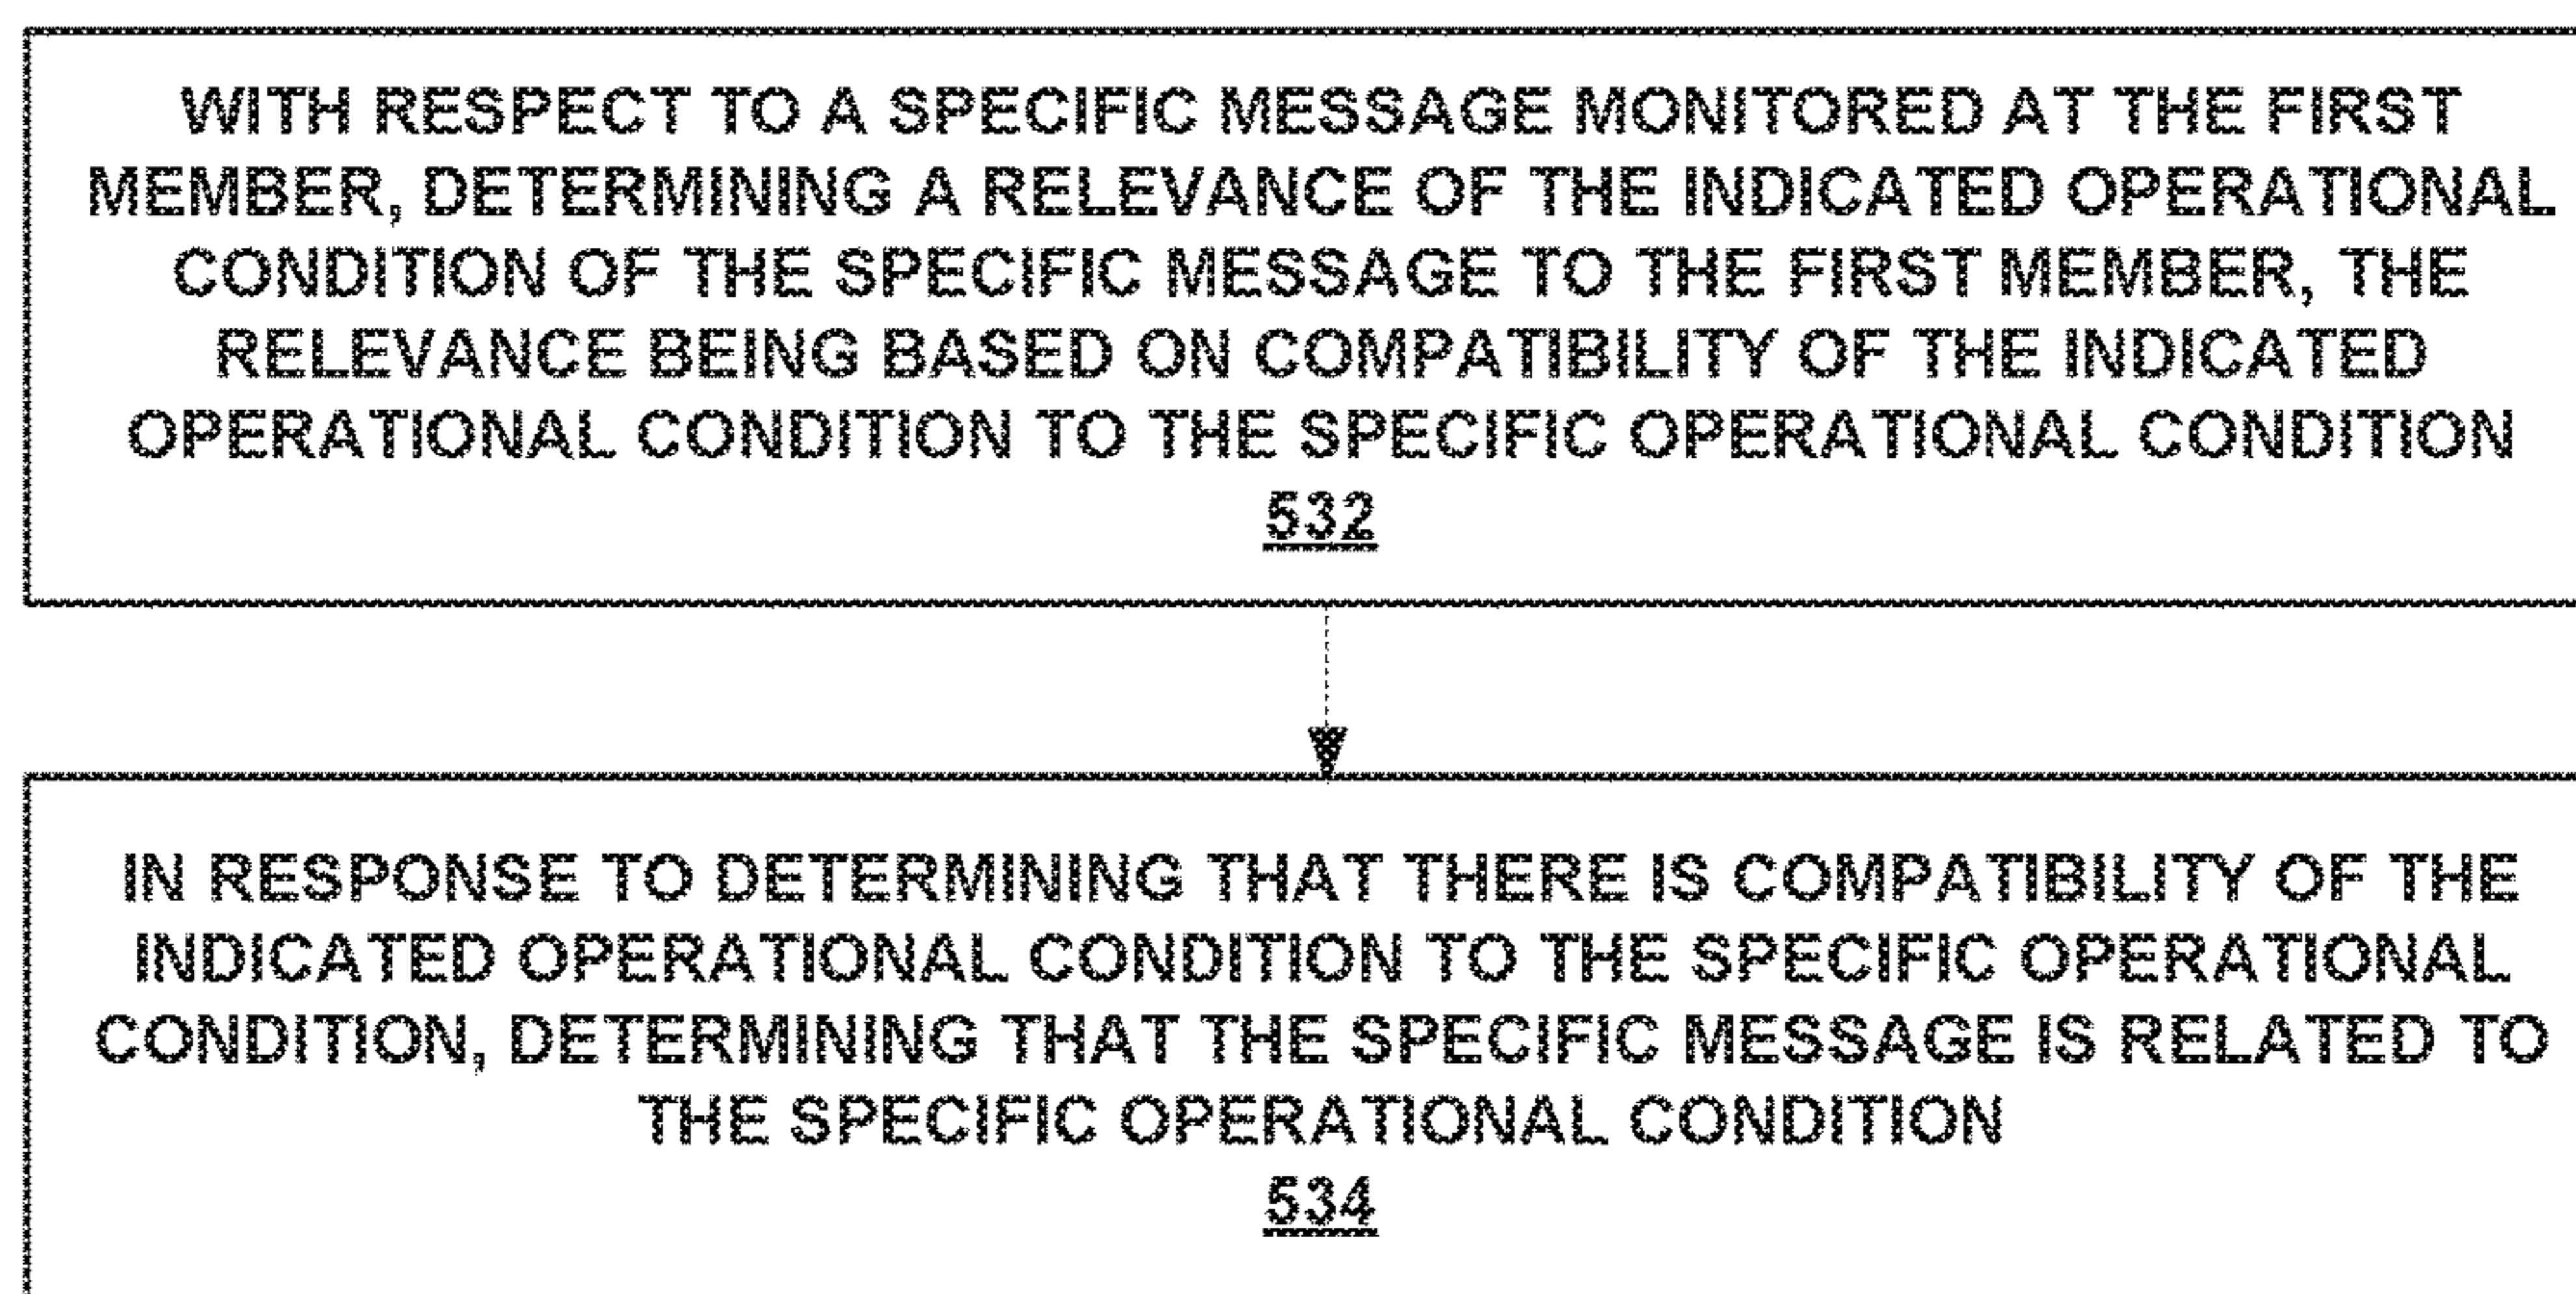 WITH RESPECT TO A SPECIFIC MESSAGE MONITORED AT THE FIRST
MEMBER, DETERMINING A RELEVANCE OF THE INDICATED OPERATIONAL
CONDITION OF THE SPECIFIC MESSAGE TO THE FIRST MEMBER, THE
RELEVANCE BEING BASED ON COMPATIBILITY OF THE INDICATED
OPERATIONAL CONDITION TO THE SPECIFIC OPERATIONAL CONDITION
532
IN RESPONSE TO DETERMINING THAT THERE IS COMPATIBILITY OF THE
INDICATED OPERATIONAL CONDITION TO THE SPECIFIC OPERATIONAL
CONDITION, DETERMINING THAT THE SPECIFIC MESSAGE IS RELATED TO
THE SPECIFIC OPERATIONAL CONDITION
534